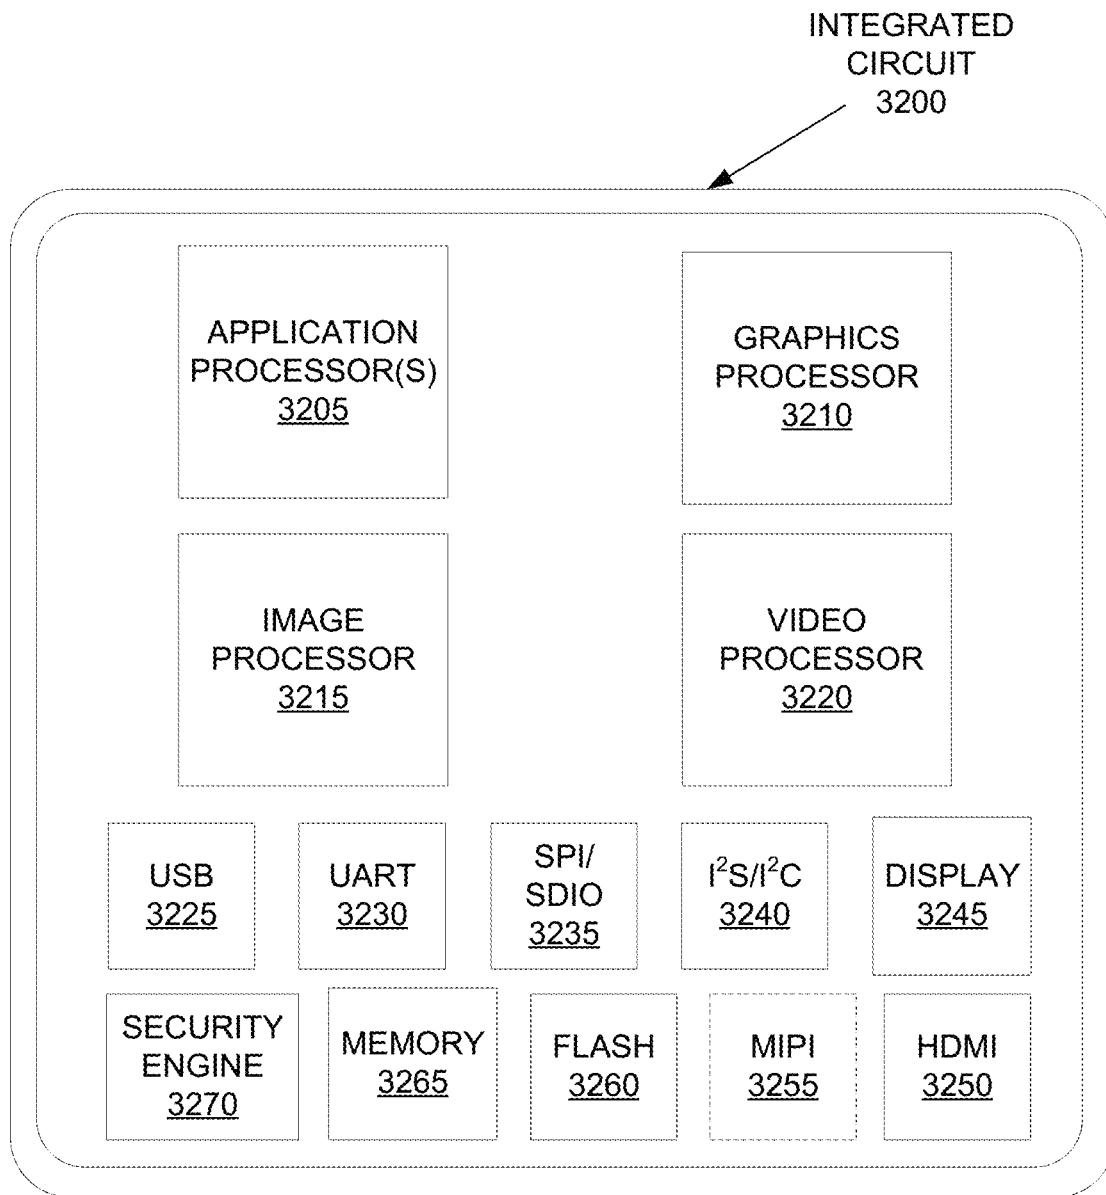 INTEGRATED
CIRCUIT
3200
APPLICATION
PROCESSOR(S)
3205
GRAPHICS
PROCESSOR
3210
IMAGE
PROCESSOR
3215
VIDEO
PROCESSOR
3220
USB
3225
UART
3230
SPI/
SDIO
3235
I²S/I²C
3240
DISPLAY
3245
SECURITY
ENGINE
3270
MEMORY
3265
FLASH
3260
MIPI
3255
HDMI
3250